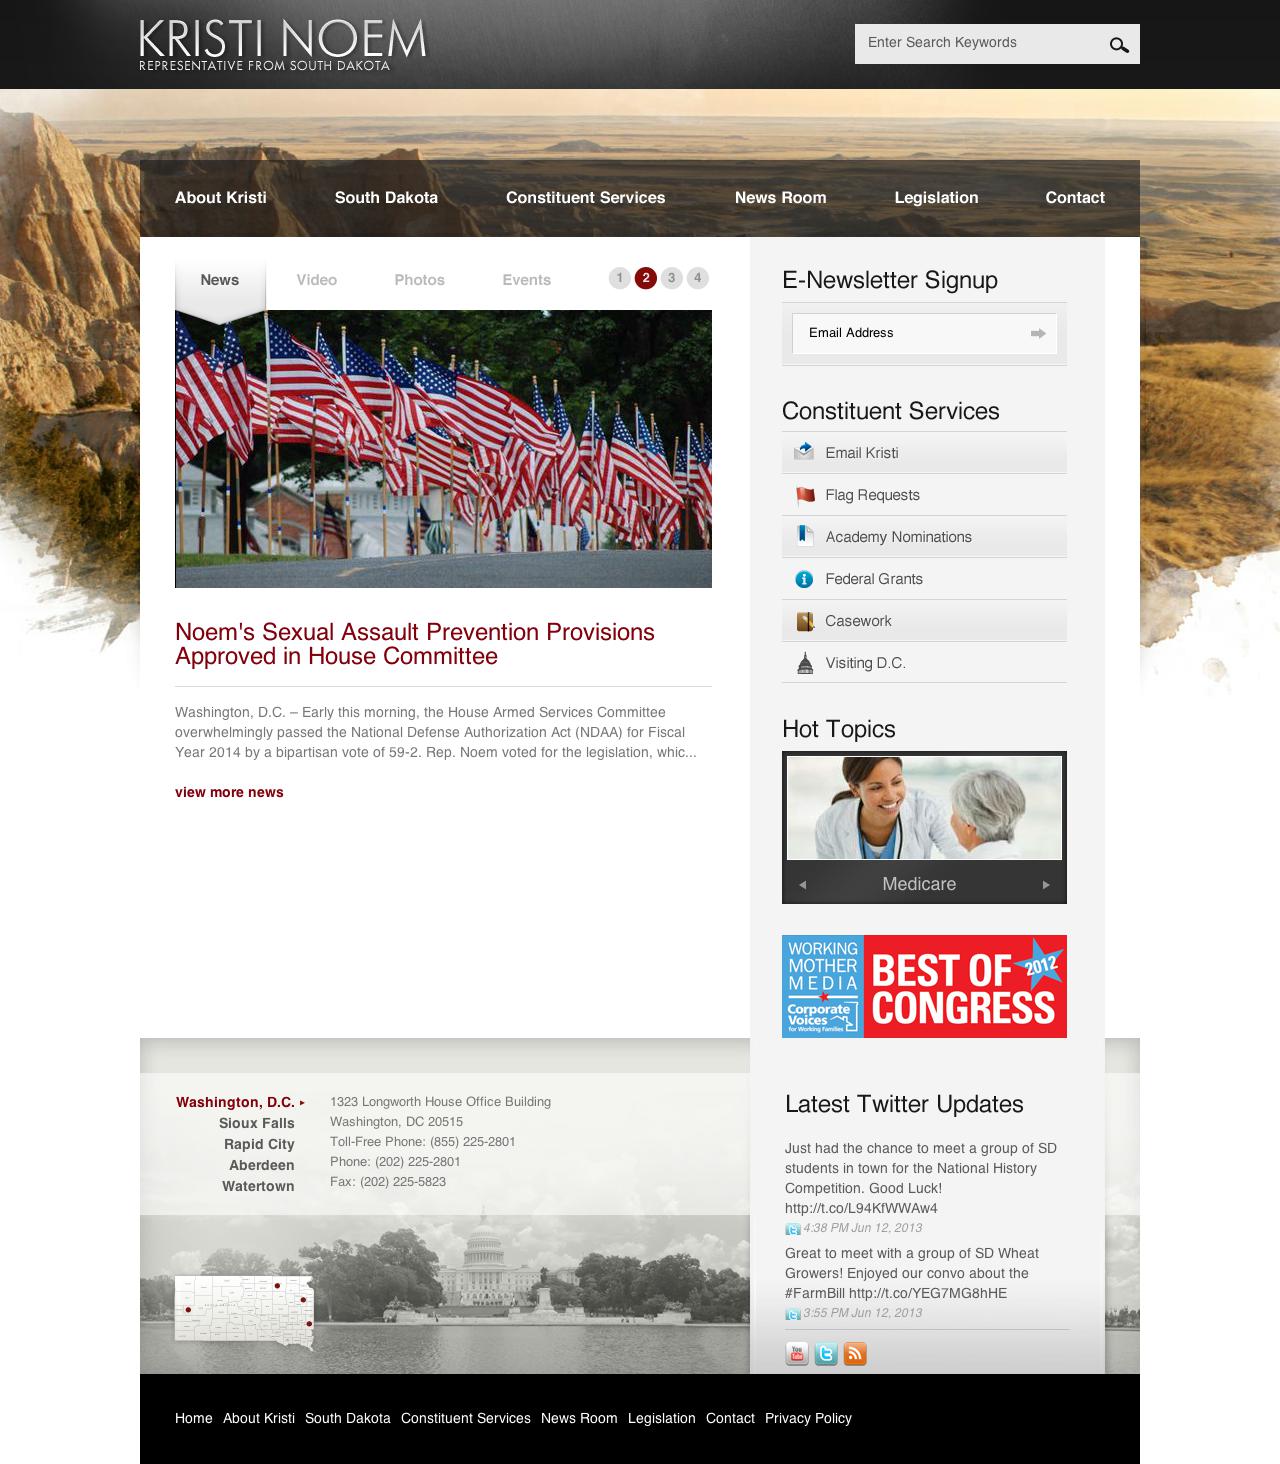 KRISTI NOEM
REPRESENTATIVE FROM SOUTH DAKOTA
Enter Search Keywords
About Kristi South Dakota Constituent Services News Room Legislation Contact
News Video Photos Events 1 2 3 4
Noem's Sexual Assault Prevention Provisions
Approved in House Committee
Washington, D.C. – Early this morning, the House Armed Services Committee
overwhelmingly passed the National Defense Authorization Act (NDAA) for Fiscal
Year 2014 by a bipartisan vote of 59-2. Rep. Noem voted for the legislation, whic...
view more news
E-Newsletter Signup
Email Address
Constituent Services
Email Kristi
Flag Requests
Academy Nominations
Federal Grants
Casework
Visiting D.C.
Hot Topics
Medicare
WORKING
MOTHER
MEDIA
Corporate
Voices
for Working Families
BEST OF
CONGRESS
2012
Washington, D.C.
Sioux Falls
Rapid City
Aberdeen
Watertown
1323 Longworth House Office Building
Washington, DC 20515
Toll-Free Phone: (855) 225-2801
Phone: (202) 225-2801
Fax: (202) 225-5823
Latest Twitter Updates
Just had the chance to meet a group of SD
students in town for the National History
Competition. Good Luck!
http://t.co/L94KfWWAw4
4:38 PM Jun 12, 2013
Great to meet with a group of SD Wheat
Growers! Enjoyed our convo about the
#FarmBill http://t.co/YEG7MG8hHE
3:55 PM Jun 12, 2013
You Tube
Home About Kristi South Dakota Constituent Services News Room Legislation Contact Privacy Policy